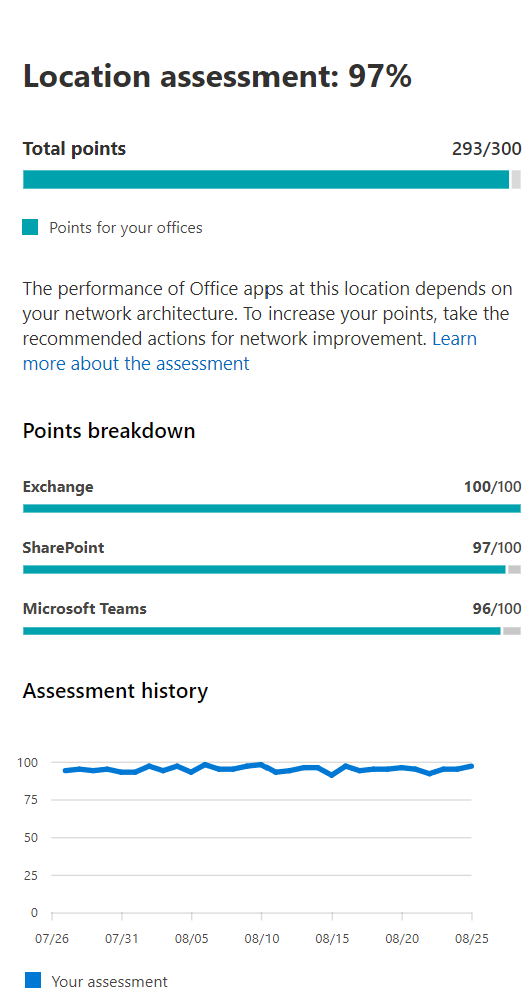 Location assessment: 97%
Total points 293/300
Points for your offices
The performance of Office apps at this location depends on
your network architecture. To increase your points, take the
recommended actions for network improvement. Learn
more about the assessment
Points breakdown
Exchange 100/100
SharePoint 97/100
Microsoft Teams 96/100
Assessment history
100
75
50
25
0
07/26 07/31 08/05 08/10 08/15 08/20 08/25
Your assessment